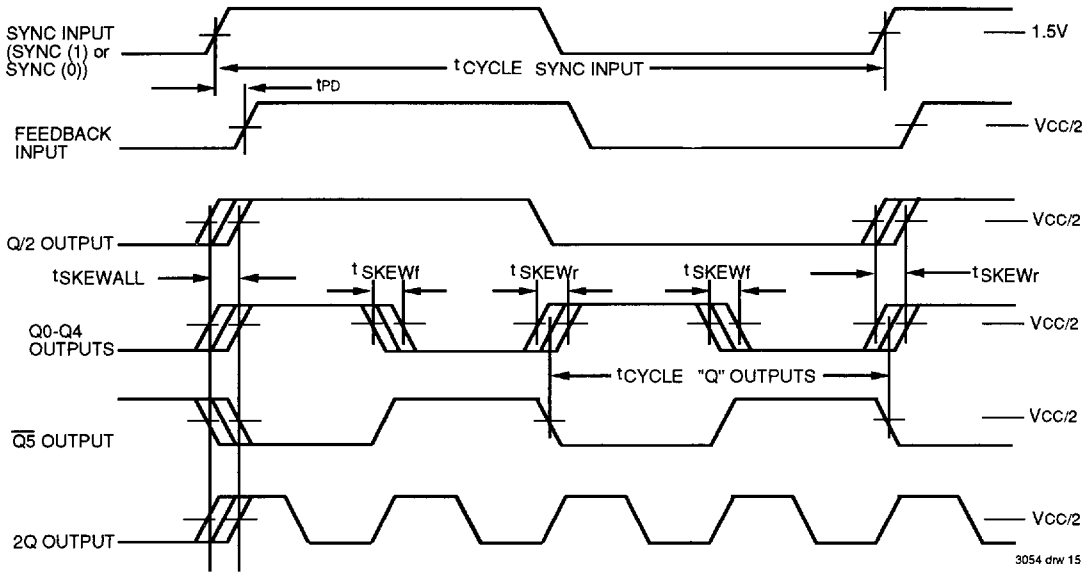 SYNC INPUT
(SYNC (1) or
SYNC (0))
1.5V
tCYCLE SYNC INPUT
tPD
FEEDBACK
INPUT
VCC/2
Q/2 OUTPUT
VCC/2
tSKEWALL
tSKEWf
tSKEWr
tSKEWf
tSKEWr
Q0-Q4
OUTPUTS
VCC/2
tCYCLE "Q" OUTPUTS
Q5 OUTPUT
VCC/2
2Q OUTPUT
VCC/2
3054 drw 15